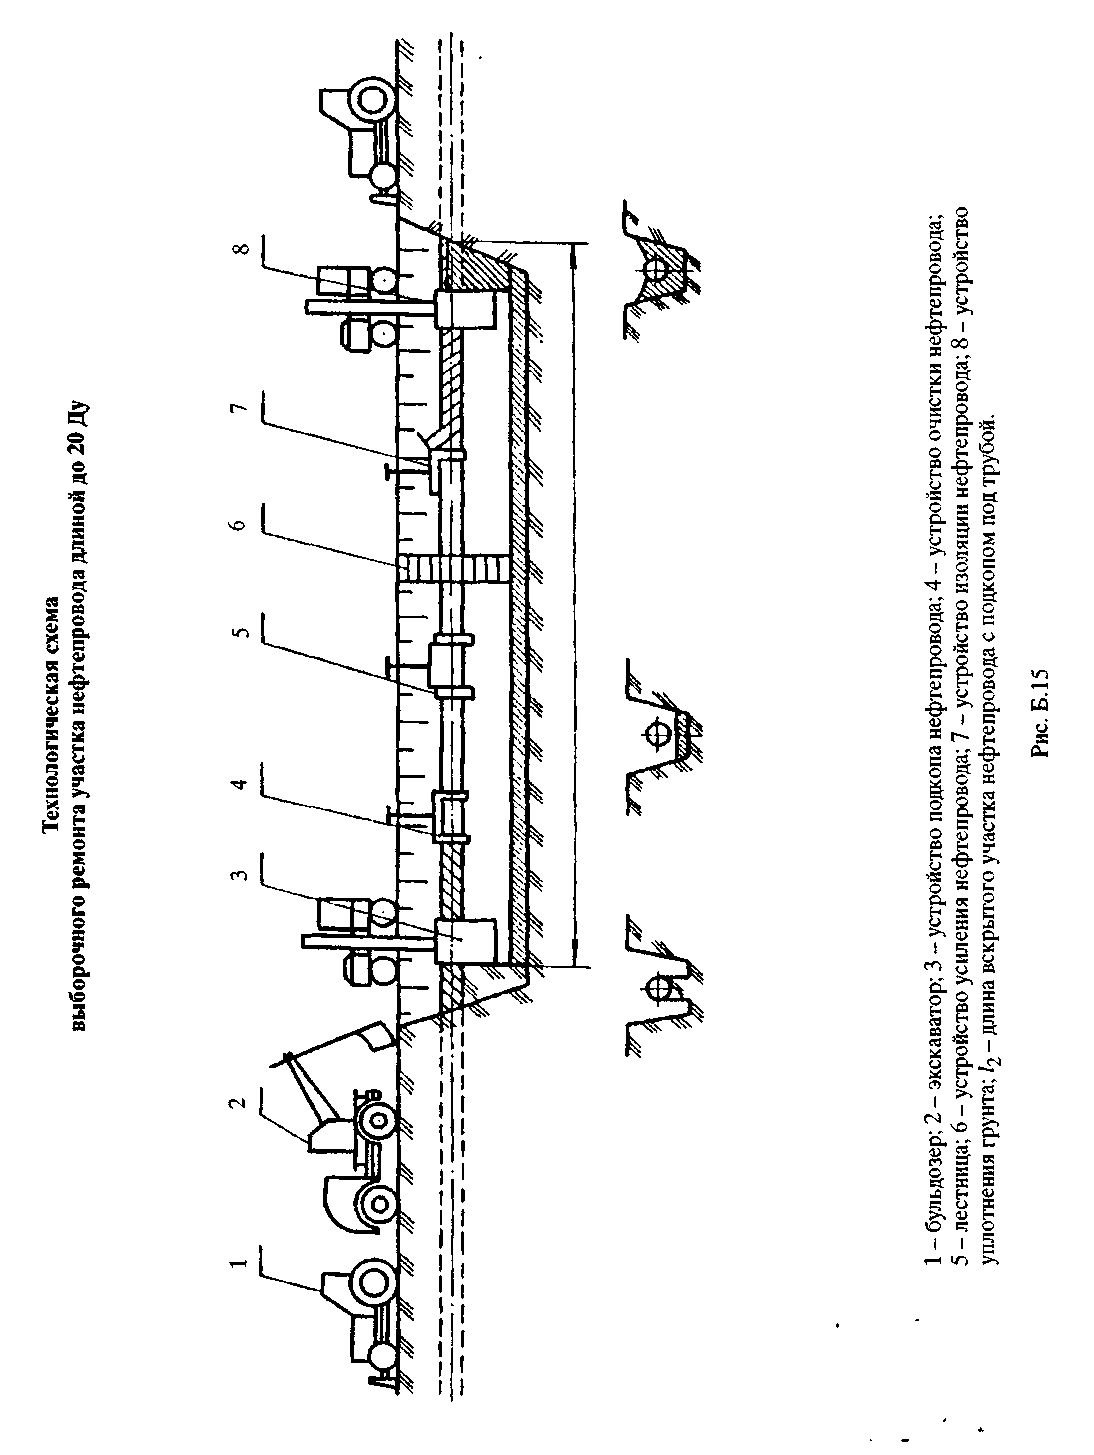 Технологическая схема
выборочного ремонта участка нефтепровода длиной до 20 Ду
1
2
3
4
5
6
7
8
1 – бульдозер; 2 – экскаватор; 3 – устройство подкопа нефтепровода; 4 – устройство очистки нефтепровода;
5 – лестница; 6 – устройство усиления нефтепровода; 7 – устройство изоляции нефтепровода; 8 – устройство
уплотнения грунта; l₂ – длина вскрытого участка нефтепровода с подкопом под трубой.
Рис. Б.15